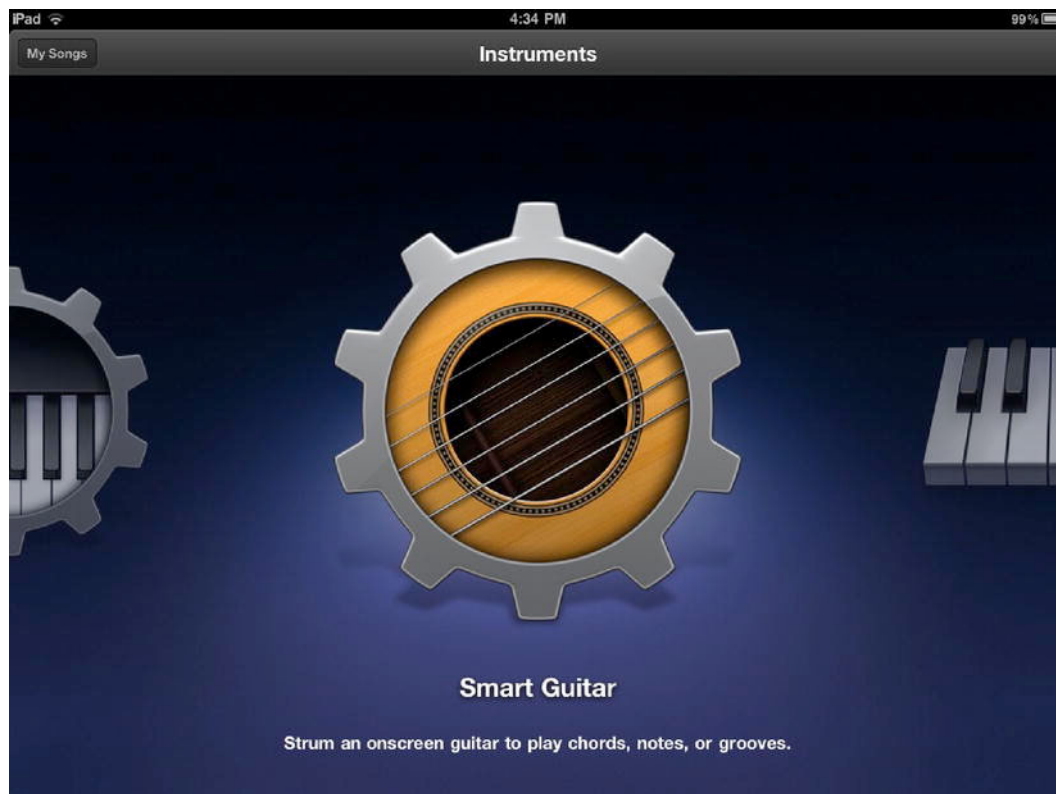 iPad 4:34 PM 99%
My Songs Instruments
Smart Guitar
Strum an onscreen guitar to play chords, notes, or grooves.